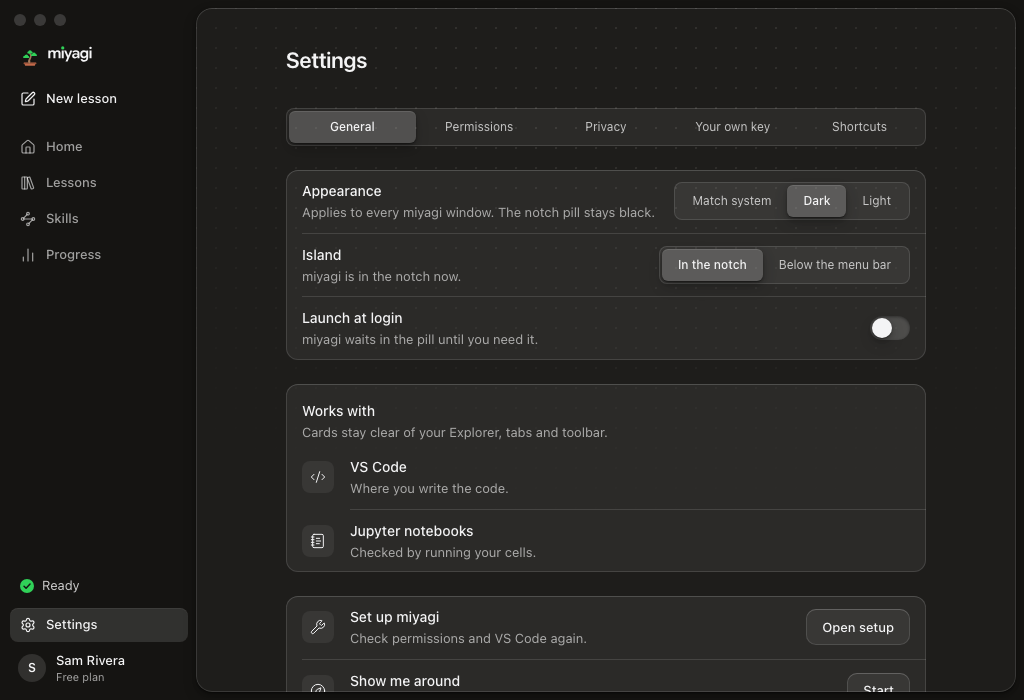 miyagi
New lesson
Home
Lessons
Skills
Progress
Ready
Settings
S
Sam Rivera
Free plan
Settings
General
Permissions
Privacy
Your own key
Shortcuts
Appearance
Applies to every miyagi window. The notch pill stays black.
Match system
Dark
Light
Island
miyagi is in the notch now.
In the notch
Below the menu bar
Launch at login
miyagi waits in the pill until you need it.
Works with
Cards stay clear of your Explorer, tabs and toolbar.
VS Code
Where you write the code.
Jupyter notebooks
Checked by running your cells.
Set up miyagi
Check permissions and VS Code again.
Open setup
Show me around
Start